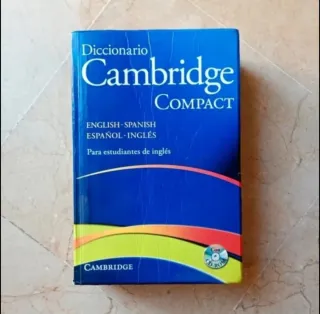 Diccionario
Cambridge
COMPACT
ENGLISH-SPANISH
ESPAÑOL-INGLÉS
Para estudiantes de inglés
CAMBRIDGE